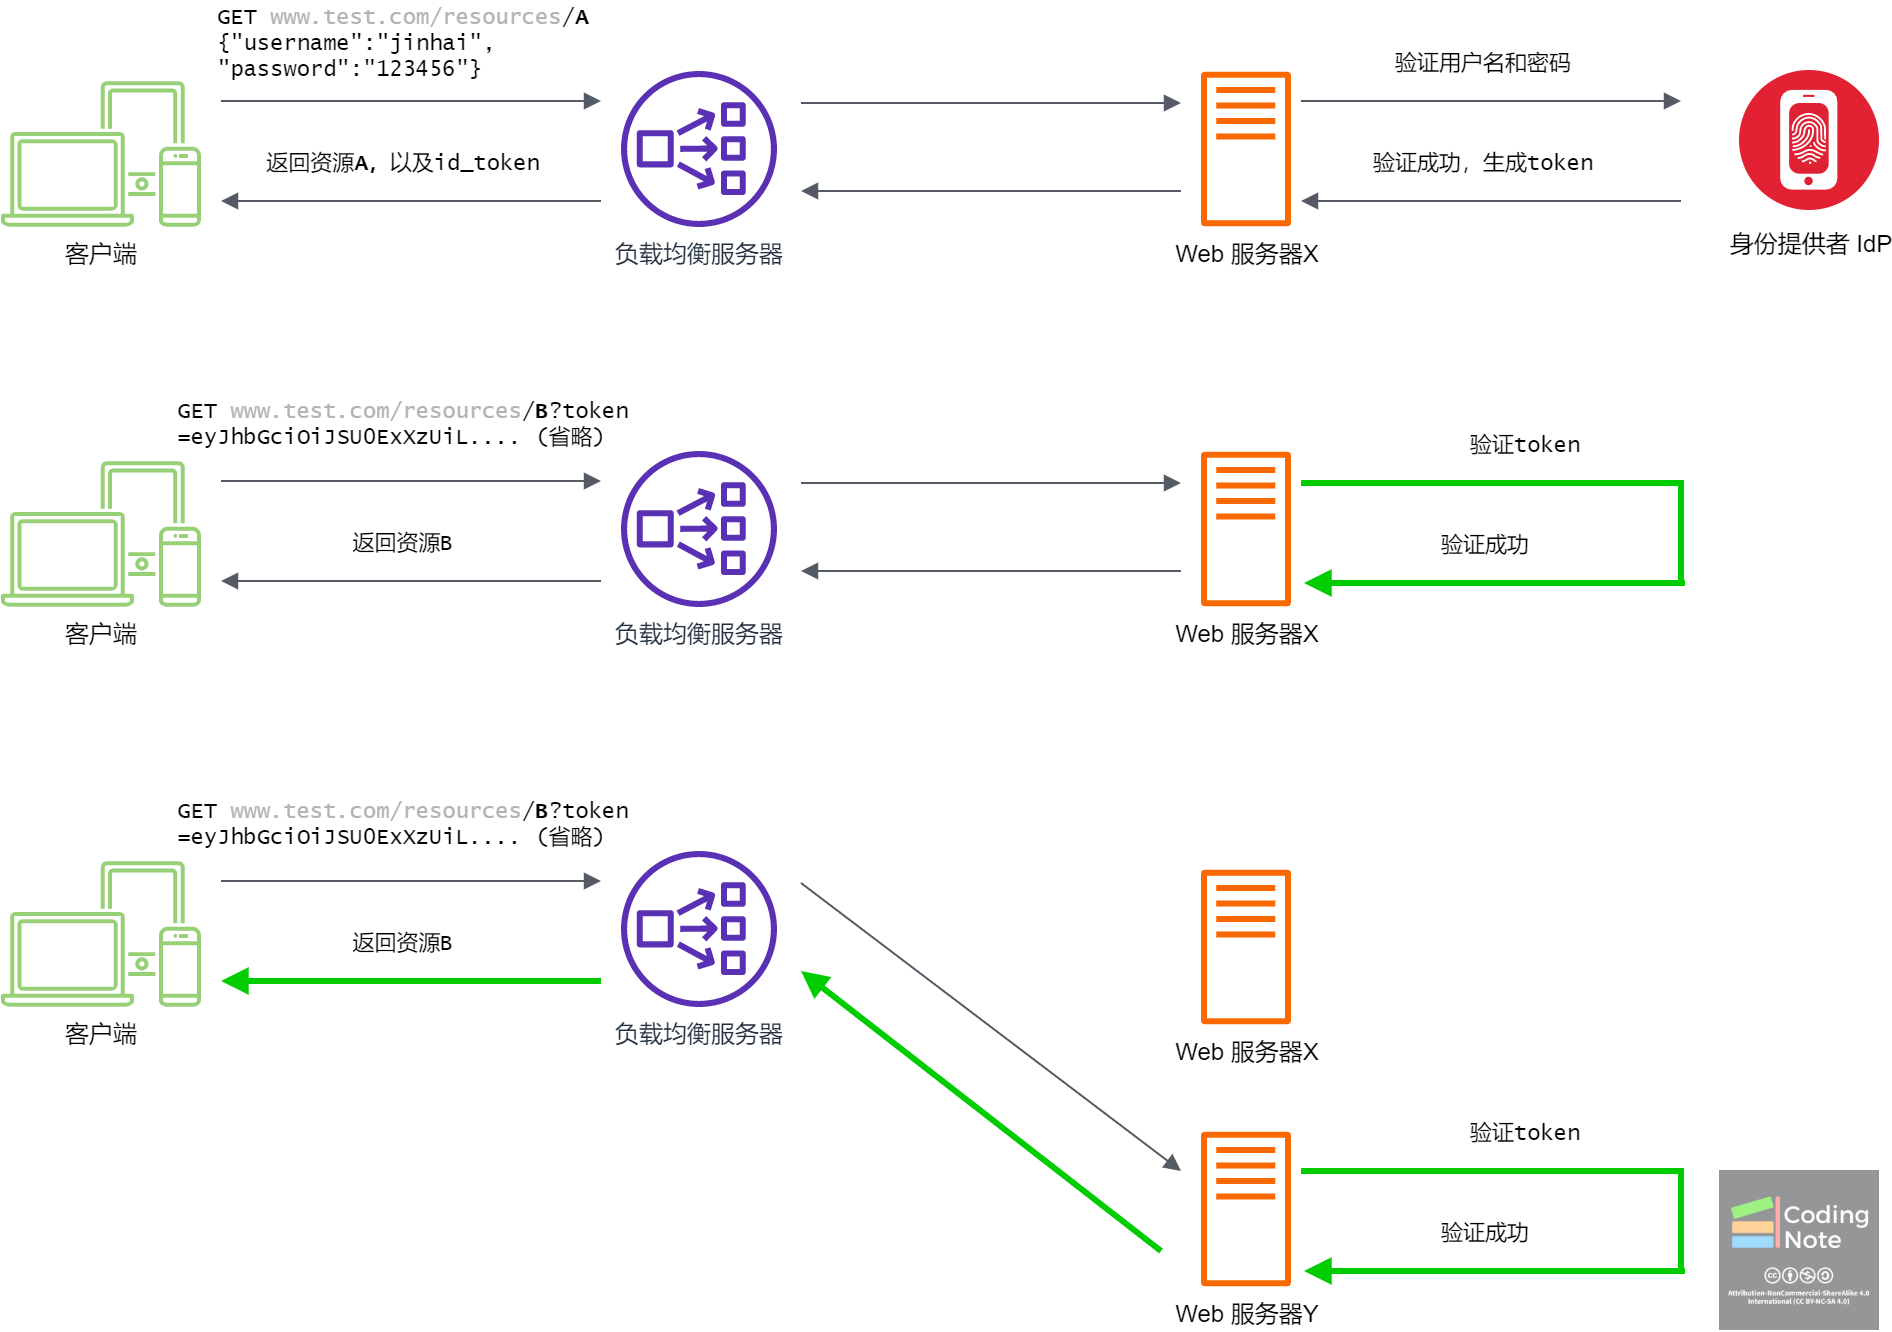 GET www.test.com/resources/A
{"username":"jinhai",
"password":"123456"}
验证用户名和密码
返回资源A，以及id_token
验证成功，生成token
客户端
负载均衡服务器
Web 服务器X
身份提供者 IdP
GET www.test.com/resources/B?token
=eyJhbGciOiJSU0ExXzUiL....（省略）
验证token
返回资源B
验证成功
客户端
负载均衡服务器
Web 服务器X
GET www.test.com/resources/B?token
=eyJhbGciOiJSU0ExXzUiL....（省略）
返回资源B
客户端
负载均衡服务器
Web 服务器X
验证token
验证成功
Web 服务器Y
Coding
Note
Attribution-NonCommercial-ShareAlike 4.0
International (CC BY-NC-SA 4.0)